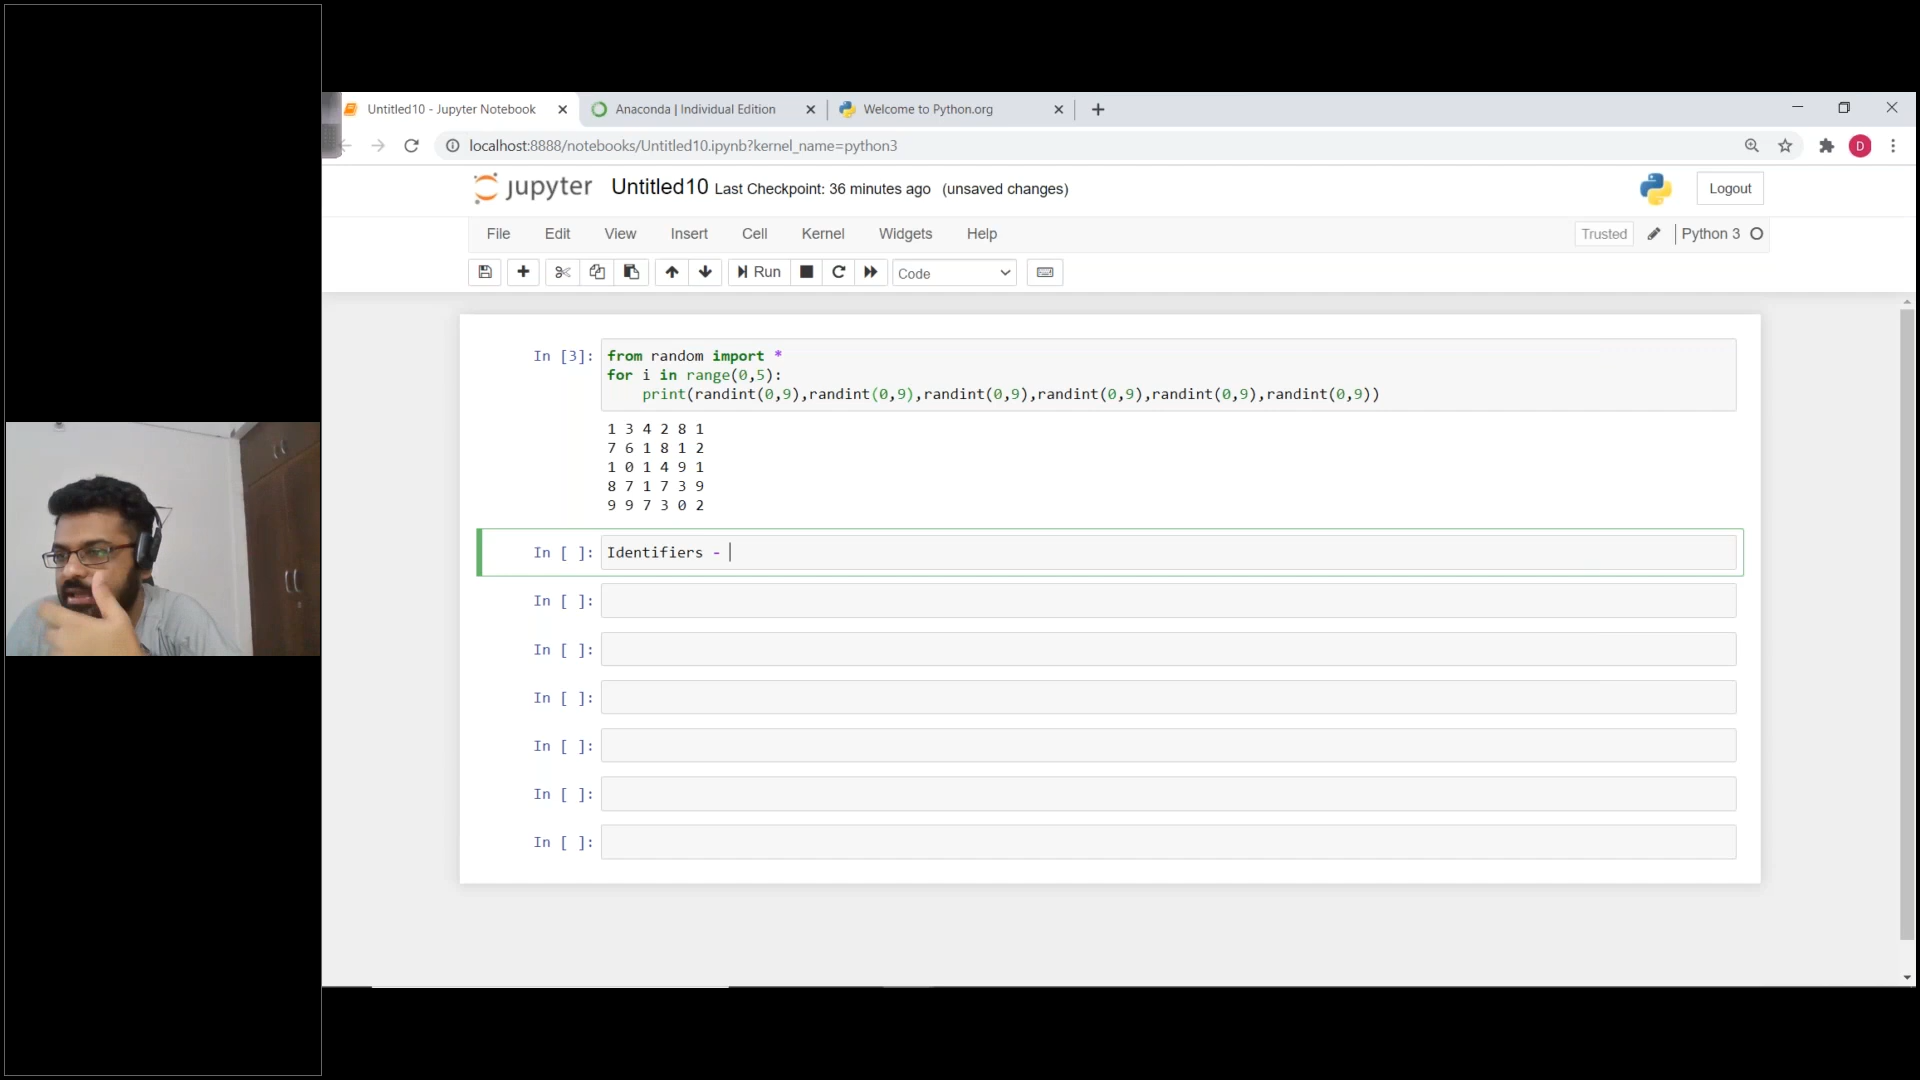 Untitled10 - Jupyter Notebook
Anaconda | Individual Edition
Welcome to Python.org
localhost:8888/notebooks/Untitled10.ipynb?kernel_name=python3
D
jupyter Untitled10 Last Checkpoint: 36 minutes ago (unsaved changes)
Logout
File Edit View Insert Cell Kernel Widgets Help
Trusted Python 3
Run
Code
In [3]: from random import *
for i in range(0,5):
print(randint(0,9),randint(0,9),randint(0,9),randint(0,9),randint(0,9),randint(0,9))
1 3 4 2 8 1
7 6 1 8 1 2
1 0 1 4 9 1
8 7 1 7 3 9
9 9 7 3 0 2
In [ ]: Identifiers -
In [ ]:
In [ ]:
In [ ]:
In [ ]:
In [ ]:
In [ ]: